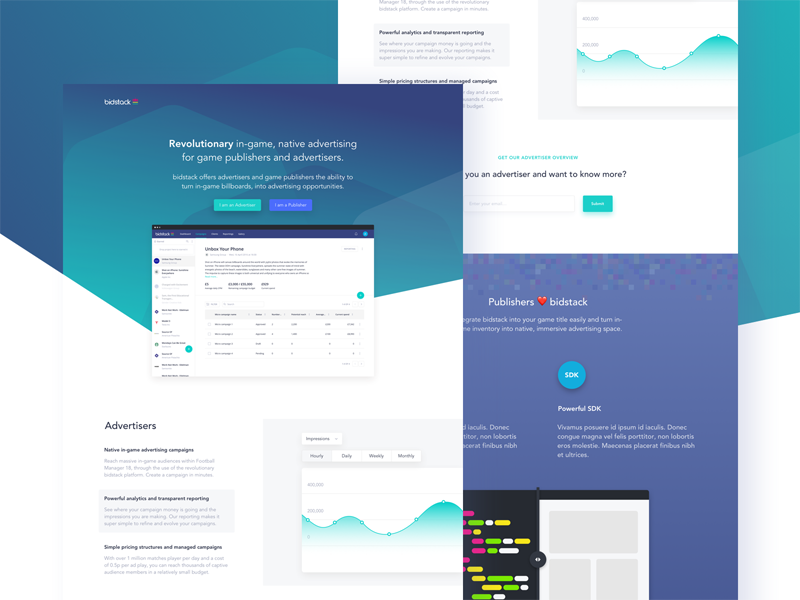 bidstack
Revolutionary in-game, native advertising
for game publishers and advertisers.
bidstack offers advertisers and game publishers the ability to
turn in-game billboards, into advertising opportunities.
I am an Advertiser
I am a Publisher
bidstack
Unbox Your Phone
Advertisers
Native in-game advertising campaigns
Reach massive in-game audiences within Football
Manager 18, through the use of the revolutionary
bidstack platform. Create a campaign in minutes.
Powerful analytics and transparent reporting
See where your campaign money is going and the
impressions you are making. Our reporting makes it
super simple to refine and evolve your campaigns.
Simple pricing structures and managed campaigns
With over 1 million matches player per-day and a cost
of 0.5p per ad play, you can reach thousands of captive
audience members in a relatively small budget.
Impressions
Hourly
Daily
Weekly
Monthly
400,000
200,000
0
Manager 18, through the use of the revolutionary
bidstack platform. Create a campaign in minutes
Powerful analytics and transparent reporting
See where your campaign money is going and the
impressions you are making. Our reporting makes it
super simple to refine and evolve your campaigns
Simple pricing structures and managed campaigns
per-day and a cost
thousands of captive
small budget.
400,000
200,000
0
GET OUR ADVERTISER OVERVIEW
you an advertiser and want to know more?
Enter your email
Submit
Publishers ❤️ bidstack
egrate bidstack into your game title easily and turn in-
me inventory into native, immersive advertising space.
SDK
Powerful SDK
d iaculis. Donec
porttitor, non lobortis
placerat finibus nibh
Vivamus posuere id ipsum id iaculis. Donec
congue magna vel felis porttitor, non lobortis
eros molestie. Maecenas placerat finibus nibh
et ultrices.